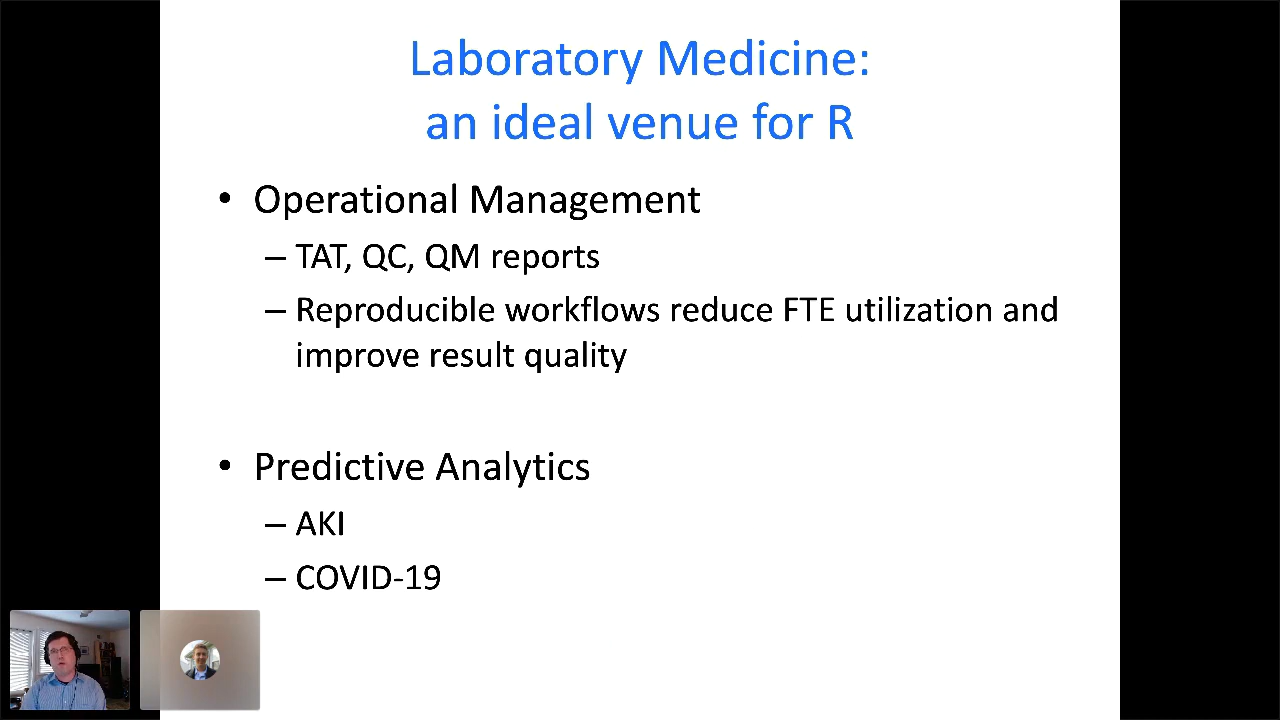 Laboratory Medicine:
an ideal venue for R
• Operational Management
– TAT, QC, QM reports
– Reproducible workflows reduce FTE utilization and
improve result quality
• Predictive Analytics
– AKI
– COVID-19